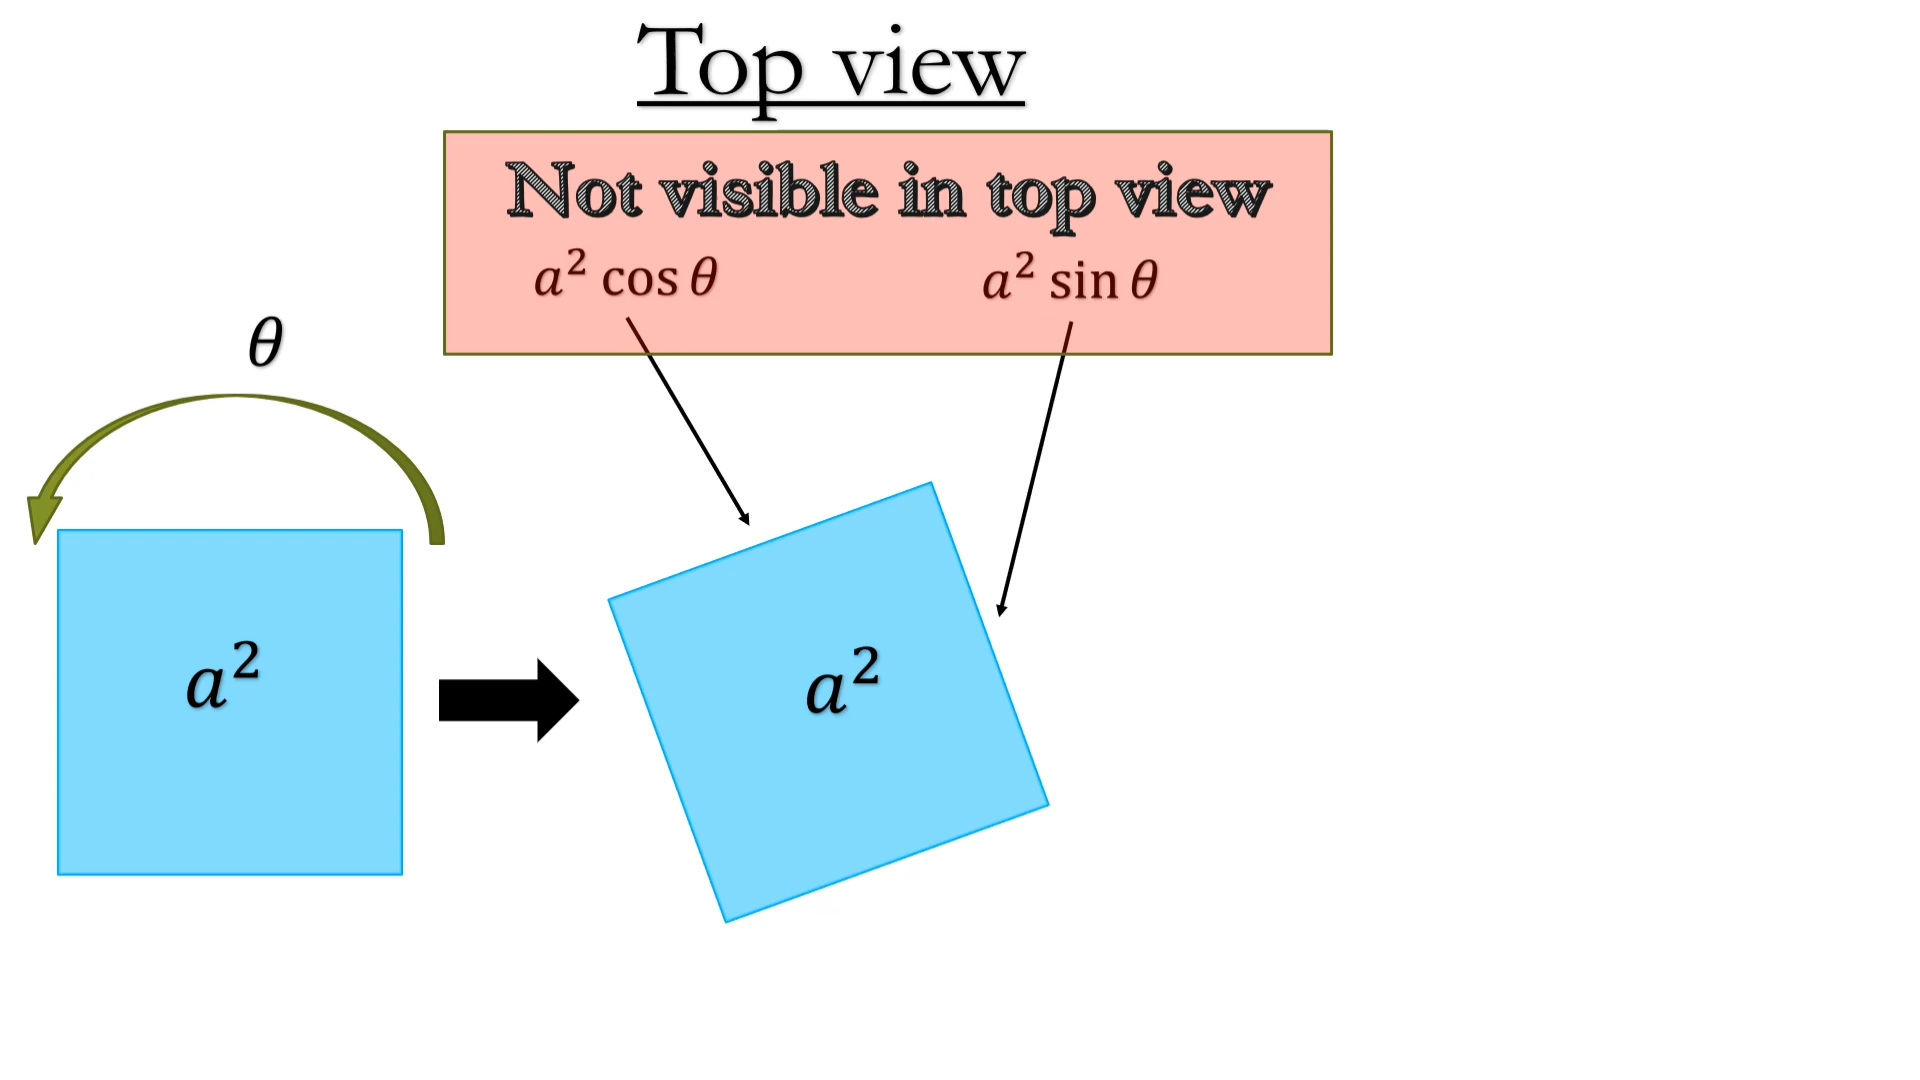 Top view
Not visible in top view
a² cos θ
a² sin θ
θ
a²
a²